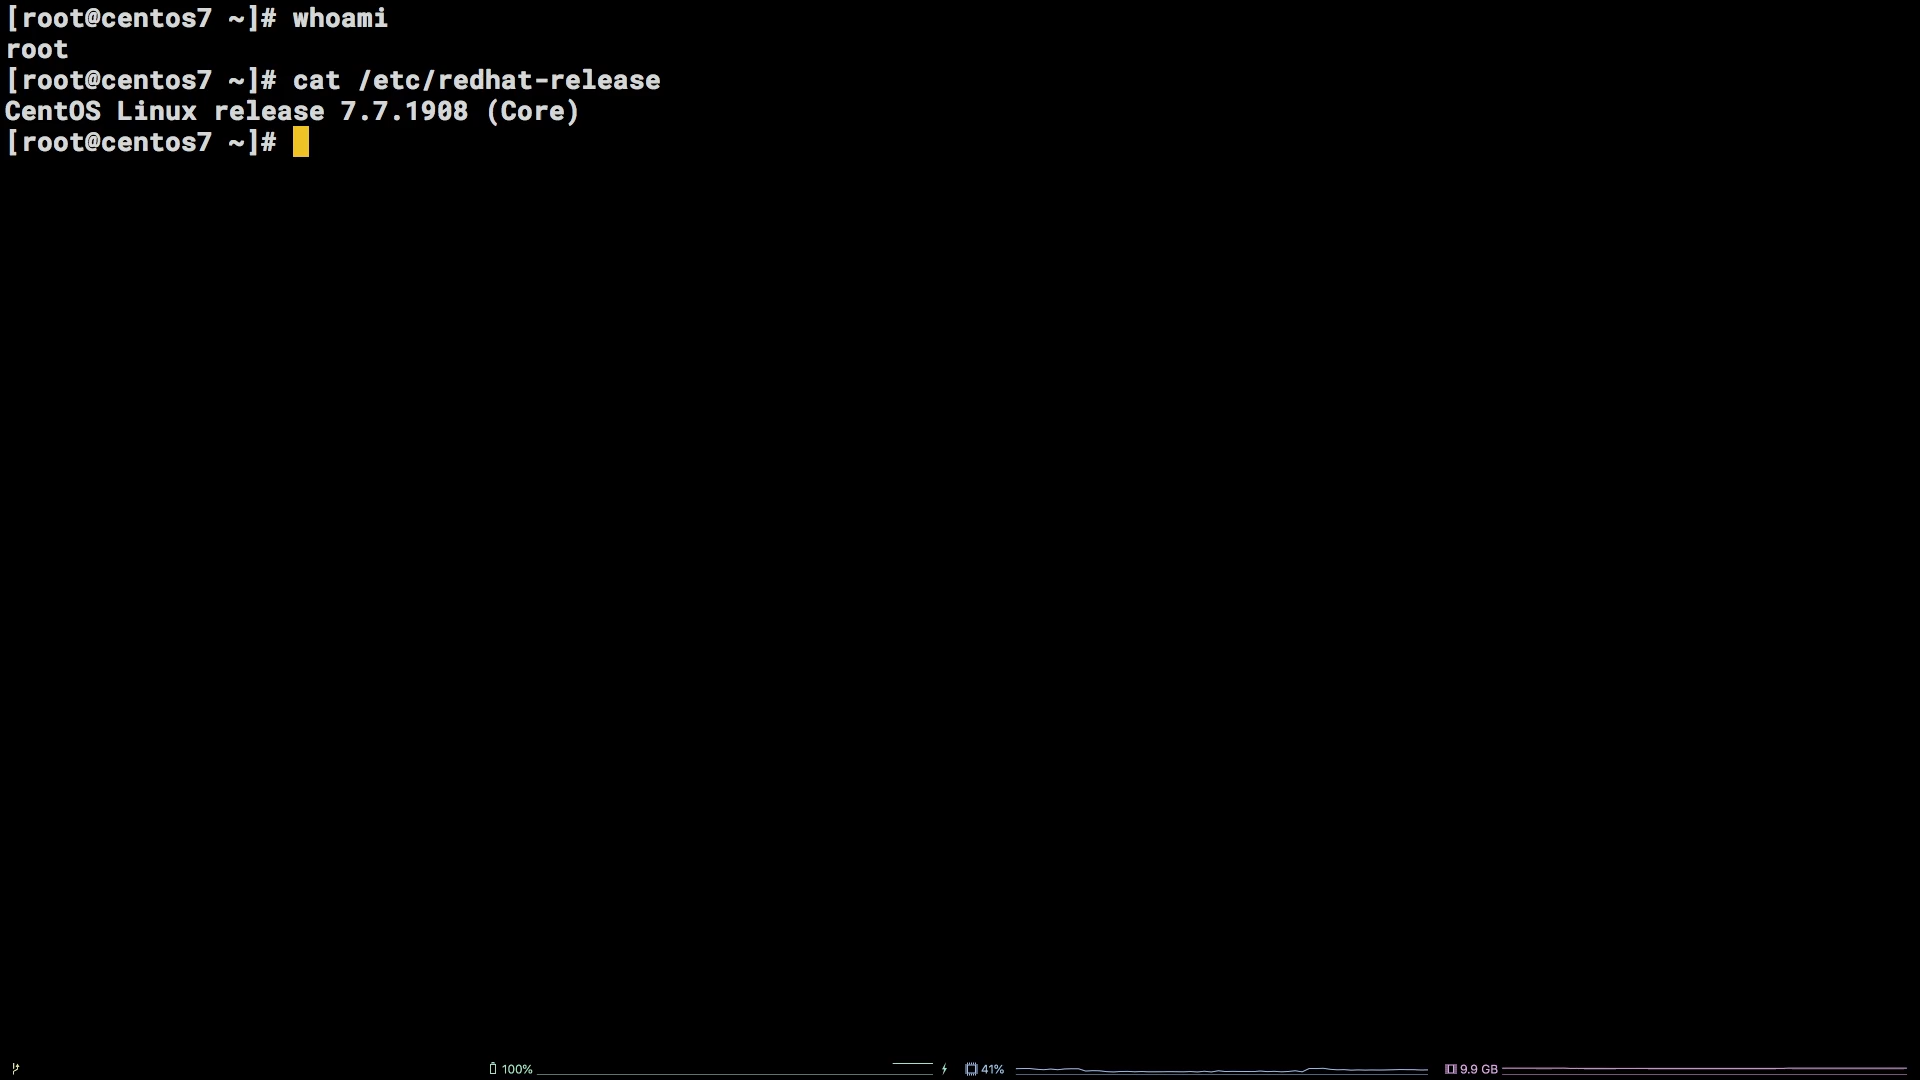 [root@centos7 ~]# whoami
root
[root@centos7 ~]# cat /etc/redhat-release
CentOS Linux release 7.7.1908 (Core)
[root@centos7 ~]#
100% 41% 9.9 GB